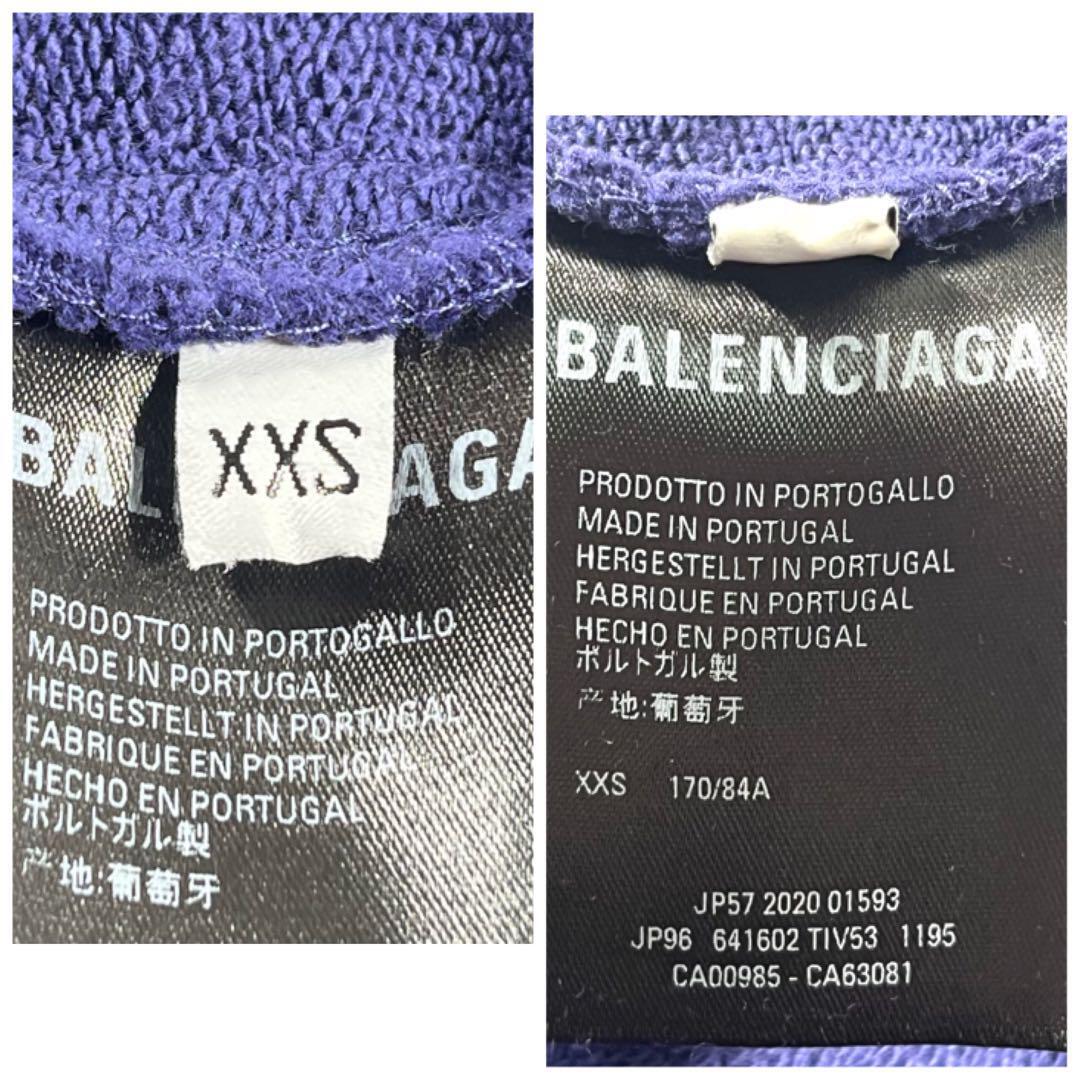 XXS
BAL AGA
PRODOTTO IN PORTOGALLO
MADE IN PORTUGAL
HERGESTELLT IN PORTUGAL
FABRIQUE EN PORTUGAL
HECHO EN PORTUGAL
ポルトガル製
产地:葡萄牙
BALENCIAGA
PRODOTTO IN PORTOGALLO
MADE IN PORTUGAL
HERGESTELLT IN PORTUGAL
FABRIQUE EN PORTUGAL
HECHO EN PORTUGAL
ポルトガル製
产地:葡萄牙
XXS 170/84A
JP57 2020 01593
JP96 641602 TIV53 1195
CA00985 - CA63081